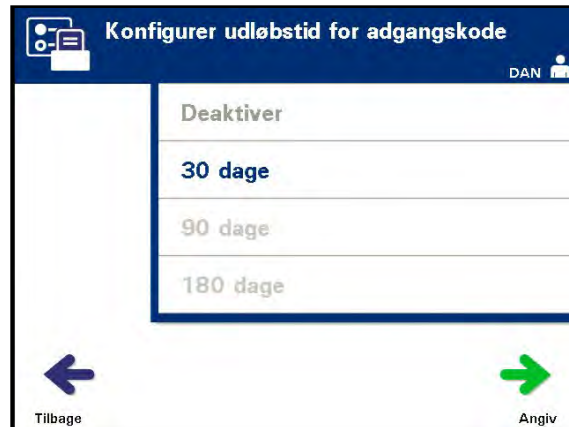 Konfigurer udløbstid for adgangskode
DAN
Deaktiver
30 dage
90 dage
180 dage
Tilbage
Angiv